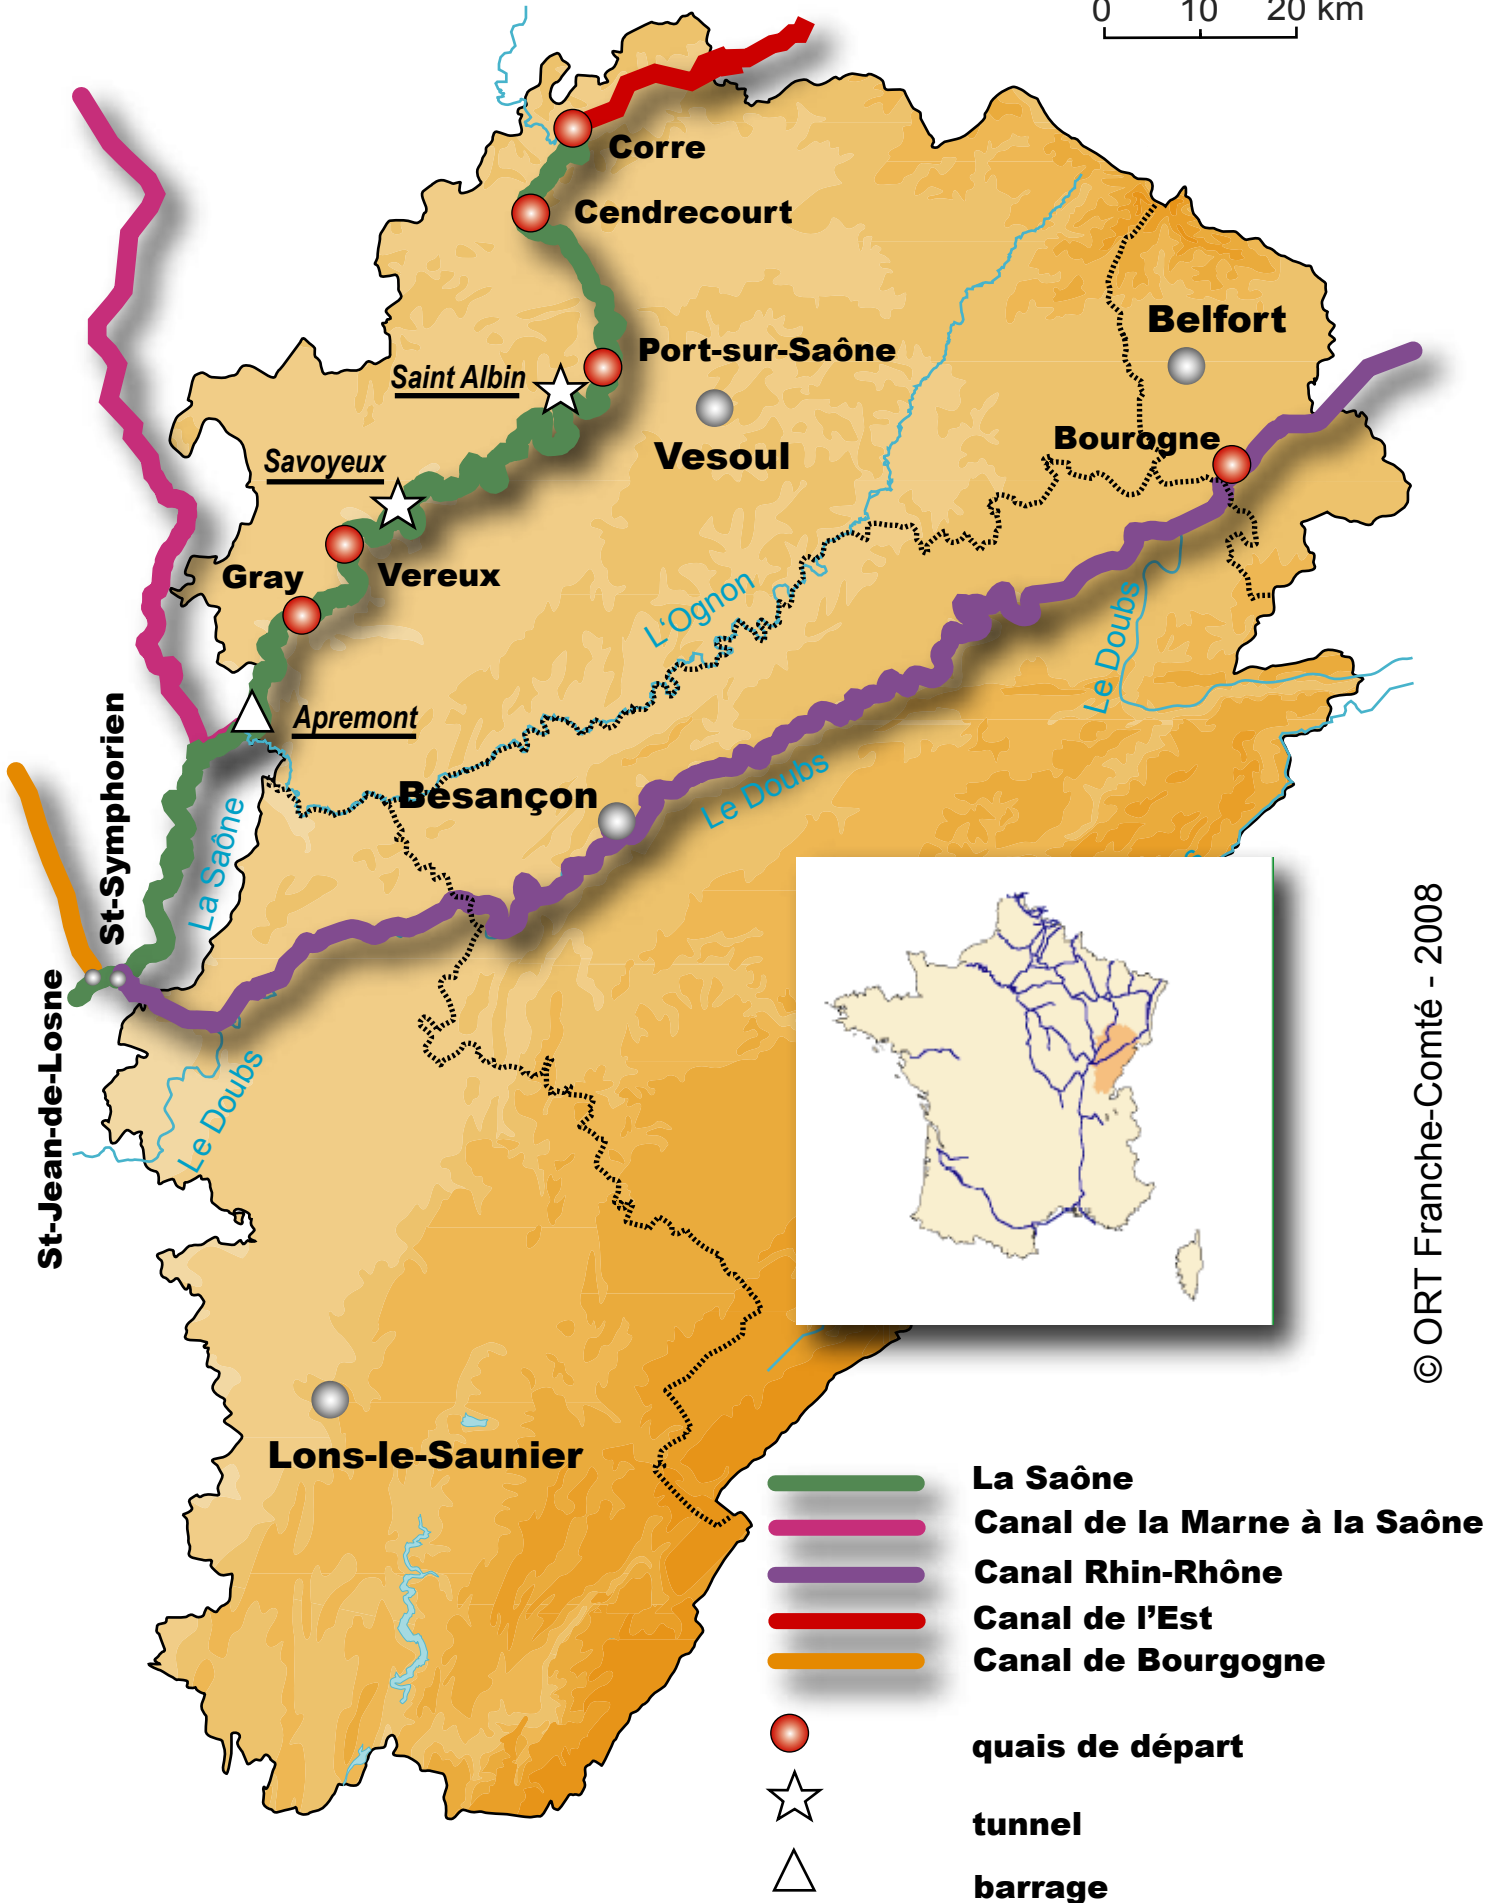 0 10 20 km
Corre
Cendrecourt
Belfort
Port-sur-Saône
Saint Albin
Vesoul
Bourogne
Savoyeux
Gray
Vereux
L'Ognon
Le Doubs
St-Symphorien
Apremont
Besançon
Le Doubs
La Saône
St-Jean-de-Losne
Le Doubs
© ORT Franche-Comté - 2008
Lons-le-Saunier
La Saône
Canal de la Marne à la Saône
Canal Rhin-Rhône
Canal de l'Est
Canal de Bourgogne
quais de départ
tunnel
barrage